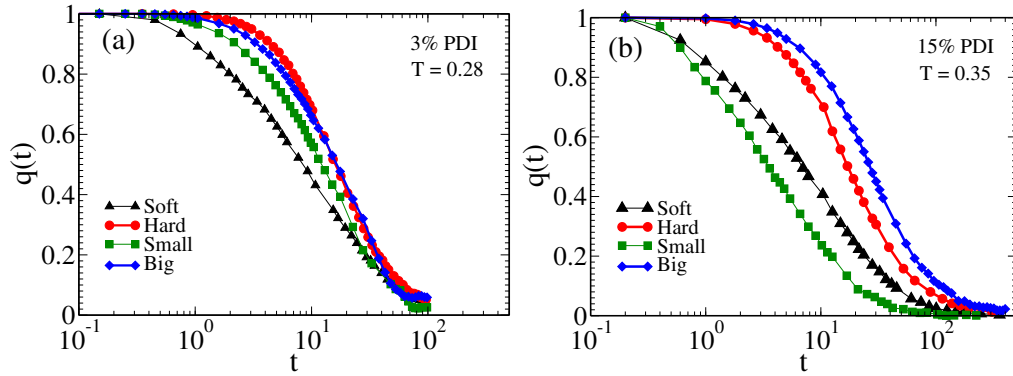 (a)
3% PDI
T = 0.28
q(t)
1
0.8
0.6
0.4
0.2
0
Soft
Hard
Small
Big
10^-1
10^0
10^1
10^2
t
(b)
15% PDI
T = 0.35
q(t)
1
0.8
0.6
0.4
0.2
0
Soft
Hard
Small
Big
10^-1
10^0
10^1
10^2
t